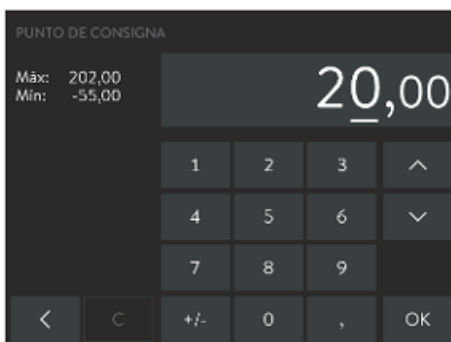 PUNTO DE CONSIGNA
Máx: 202,00
Mín: -55,00
20,00
1 2 3
4 5 6
7 8 9
C +/- 0 , OK